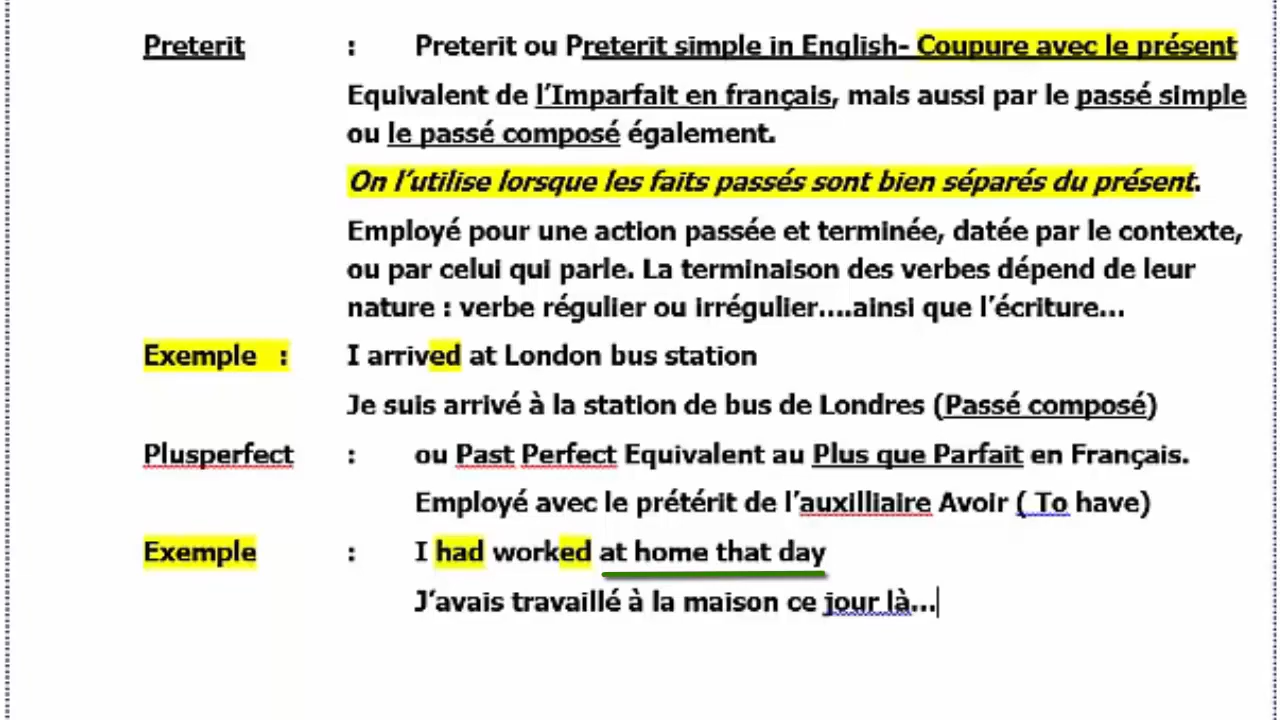 Preterit : Preterit ou Preterit simple in English- Coupure avec le présent
Equivalent de l’Imparfait en français, mais aussi par le passé simple
ou le passé composé également.
On l’utilise lorsque les faits passés sont bien séparés du présent.
Employé pour une action passée et terminée, datée par le contexte,
ou par celui qui parle. La terminaison des verbes dépend de leur
nature : verbe régulier ou irrégulier....ainsi que l’écriture...
Exemple : I arrived at London bus station
Je suis arrivé à la station de bus de Londres (Passé composé)
Plusperfect : ou Past Perfect Equivalent au Plus que Parfait en Français.
Employé avec le prétérit de l’auxilliaire Avoir ( To have)
Exemple : I had worked at home that day
J’avais travaillé à la maison ce jour là...